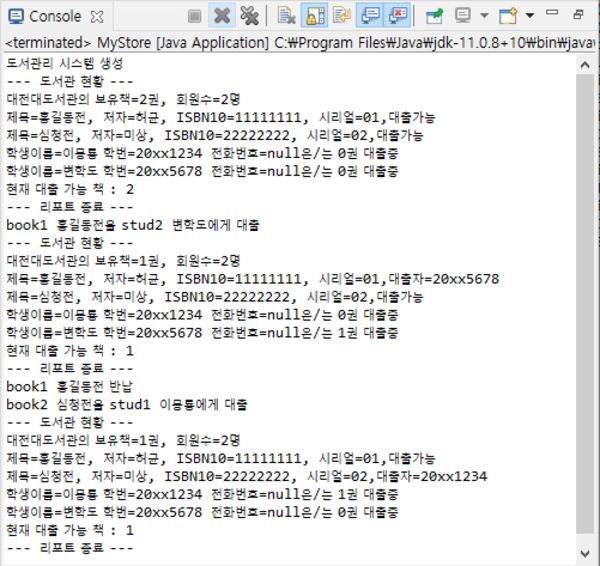 Console
<terminated> MyStore [Java Application] C:\Program Files\Java\jdk-11.0.8+10\bin\javav
도서관리 시스템 생성
--- 도서관 현황 ---
대전대도서관의 보유책=2권, 회원수=2명
제목=홍길동전, 저자=허균, ISBN10=11111111, 시리얼=01,대출가능
제목=심청전, 저자=미상, ISBN10=22222222, 시리얼=02,대출가능
학생이름=이몽룡 학번=20xx1234 전화번호=null은/는 0권 대출중
학생이름=변학도 학번=20xx5678 전화번호=null은/는 0권 대출중
현재 대출 가능 책 : 2
--- 리포트 종료 ---
book1 홍길동전을 stud2 변학도에게 대출
--- 도서관 현황 ---
대전대도서관의 보유책=1권, 회원수=2명
제목=홍길동전, 저자=허균, ISBN10=11111111, 시리얼=01,대출자=20xx5678
제목=심청전, 저자=미상, ISBN10=22222222, 시리얼=02,대출가능
학생이름=이몽룡 학번=20xx1234 전화번호=null은/는 0권 대출중
학생이름=변학도 학번=20xx5678 전화번호=null은/는 1권 대출중
현재 대출 가능 책 : 1
--- 리포트 종료 ---
book1 홍길동전 반납
book2 심청전을 stud1 이몽룡에게 대출
--- 도서관 현황 ---
대전대도서관의 보유책=1권, 회원수=2명
제목=홍길동전, 저자=허균, ISBN10=11111111, 시리얼=01,대출가능
제목=심청전, 저자=미상, ISBN10=22222222, 시리얼=02,대출자=20xx1234
학생이름=이몽룡 학번=20xx1234 전화번호=null은/는 1권 대출중
학생이름=변학도 학번=20xx5678 전화번호=null은/는 0권 대출중
현재 대출 가능 책 : 1
--- 리포트 종료 ---